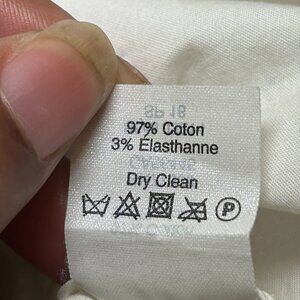 97% Coton
3% Elasthanne
Dry Clean
P